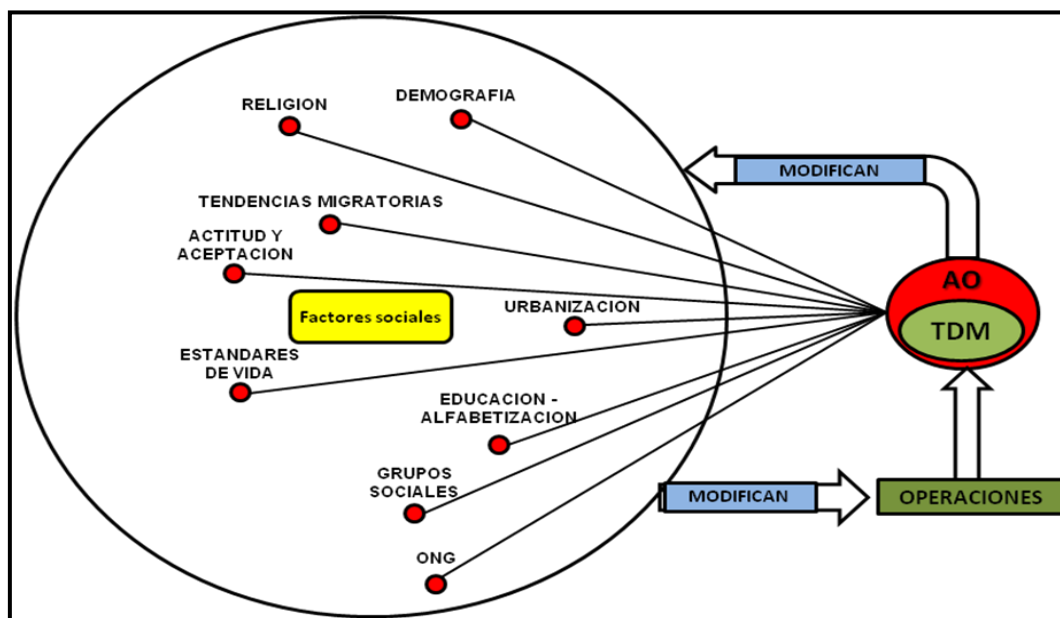 DEMOGRAFIA
RELIGION
MODIFICAN
TENDENCIAS MIGRATORIAS
ACTITUD Y
ACEPTACION
AO
Factores sociales
URBANIZACION
TDM
ESTANDARES
DE VIDA
EDUCACION -
ALFABETIZACION
GRUPOS
SOCIALES
MODIFICAN
OPERACIONES
ONG